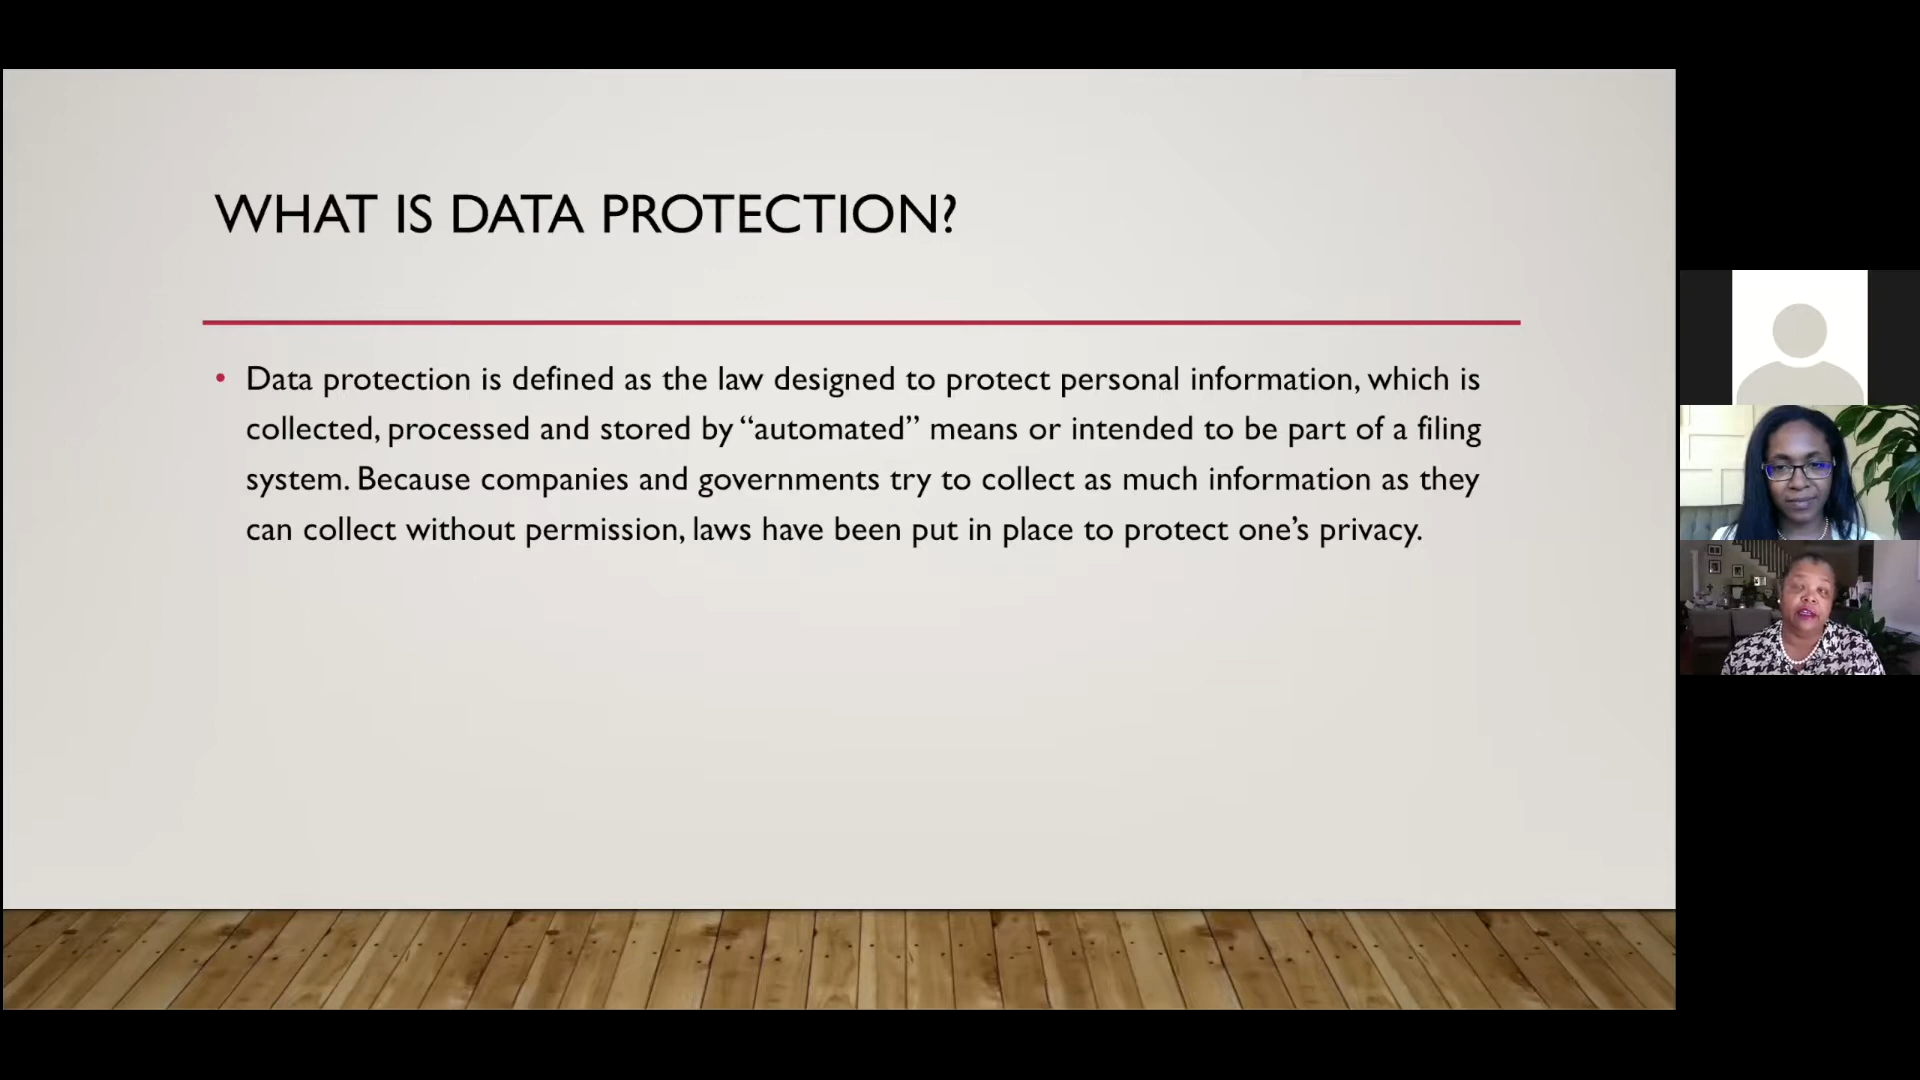 WHAT IS DATA PROTECTION?
• Data protection is defined as the law designed to protect personal information, which is
collected, processed and stored by “automated” means or intended to be part of a filing
system. Because companies and governments try to collect as much information as they
can collect without permission, laws have been put in place to protect one’s privacy.